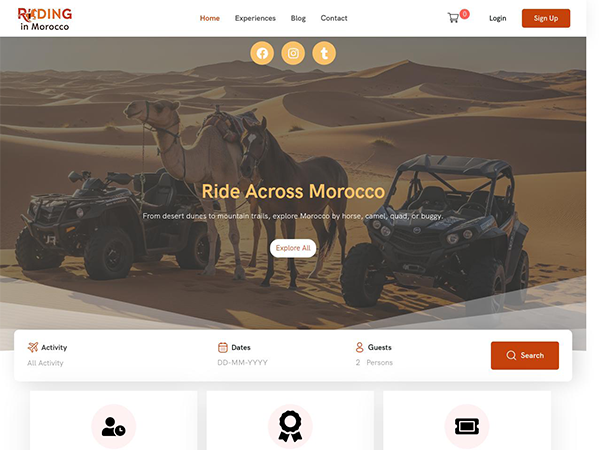 RIDING
in Morocco
Home Experiences Blog Contact 0 Login Sign Up
Ride Across Morocco
From desert dunes to mountain trails, explore Morocco by horse, camel, quad, or buggy.
Explore All
Activity
All Activity
Dates
DD-MM-YYYY
Guests
2 Persons
Search